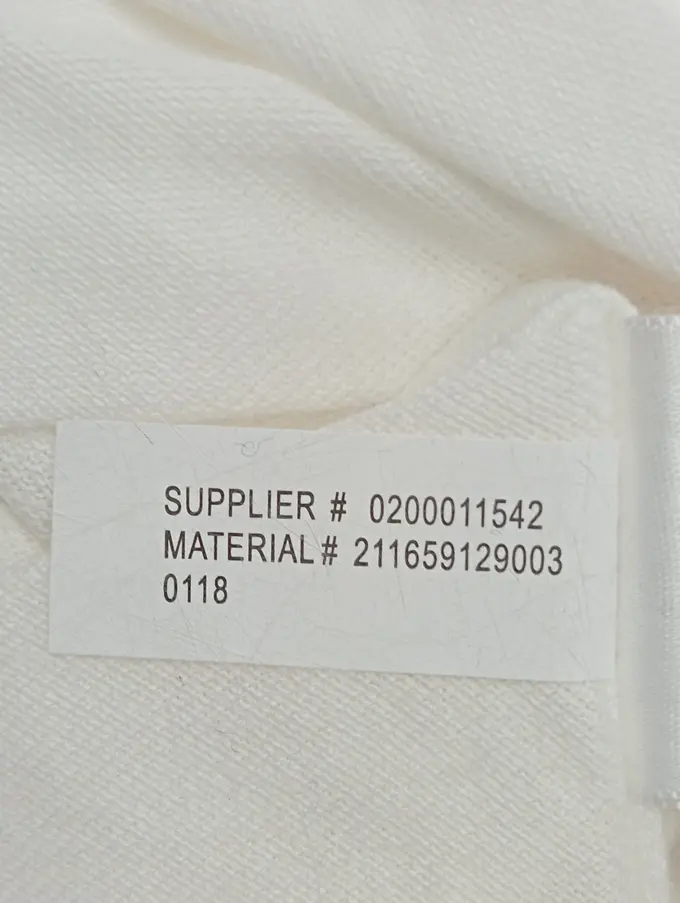 SUPPLIER # 0200011542
MATERIAL# 211659129003
0118